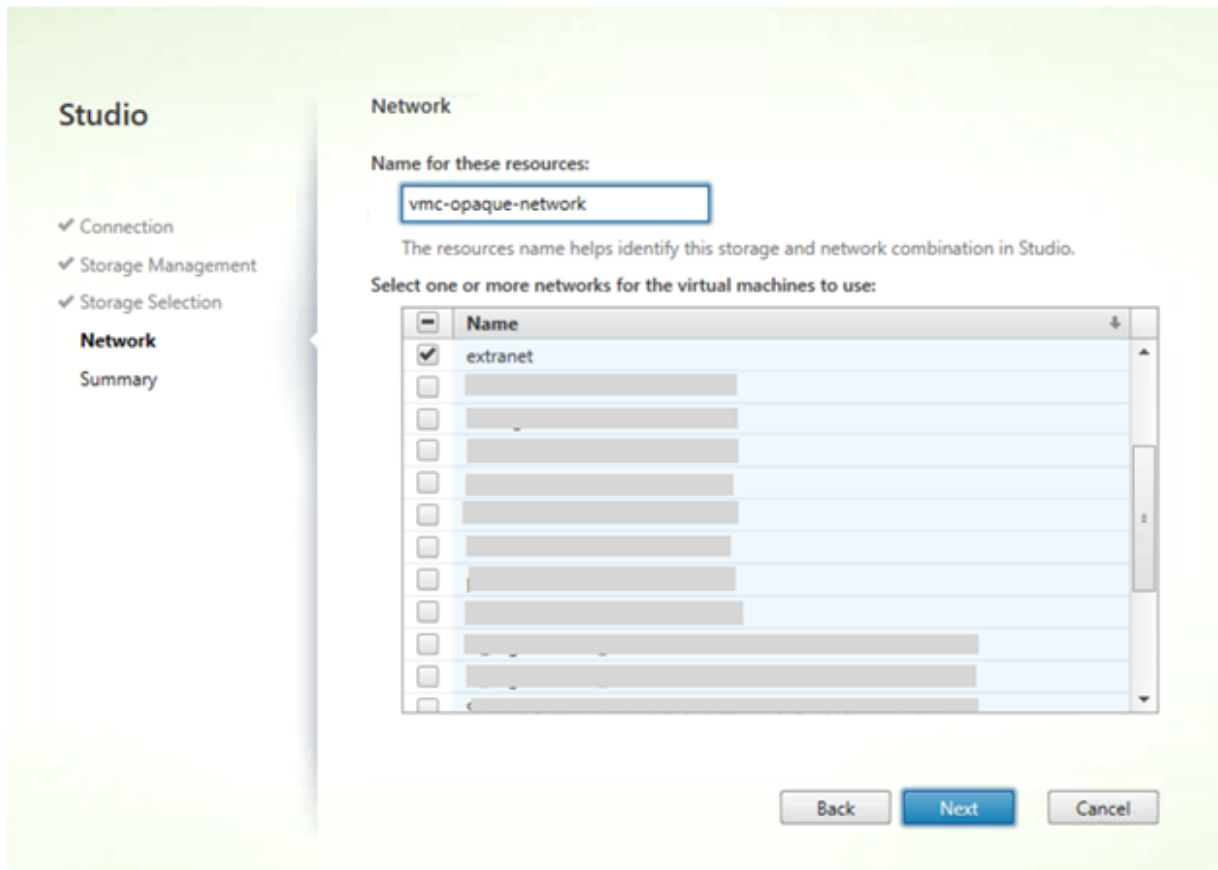 Studio
Connection
Storage Management
Storage Selection
Network
Summary
Network
Name for these resources:
vmc-opaque-network
The resources name helps identify this storage and network combination in Studio.
Select one or more networks for the virtual machines to use:
Name
extranet
Back Next Cancel